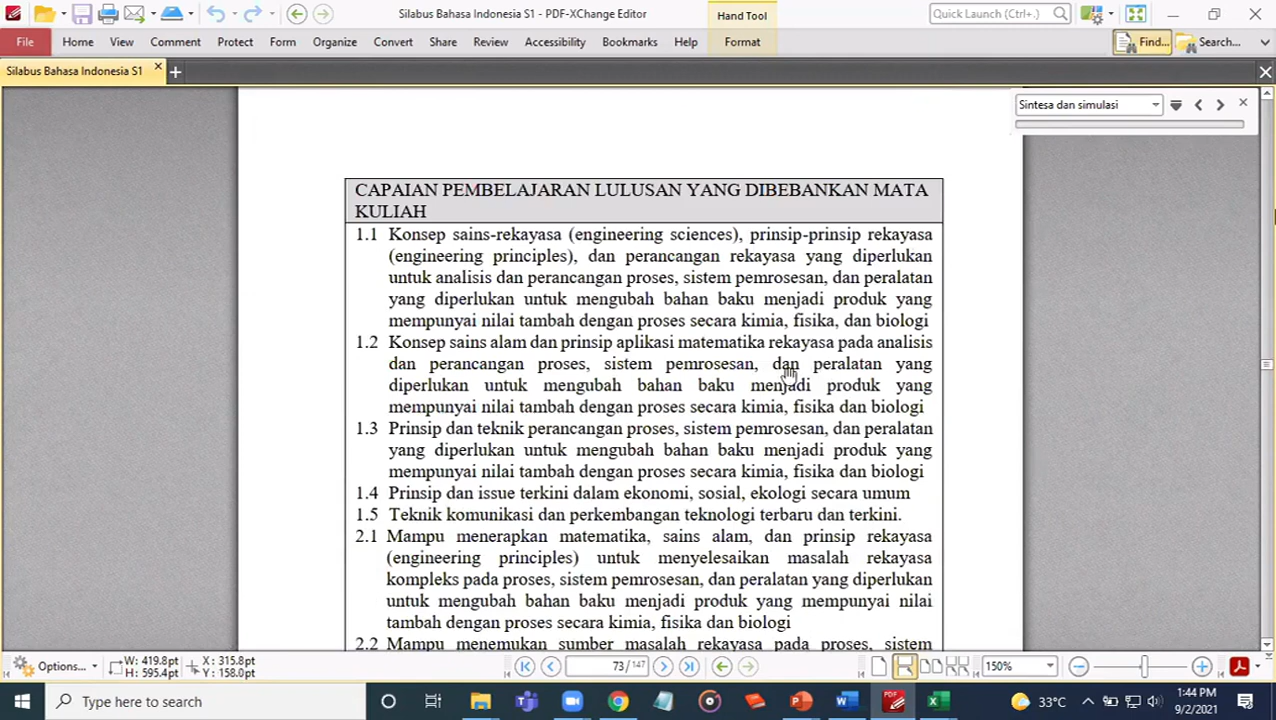 Silabus Bahasa Indonesia S1 - PDF-XChange Editor
Hand Tool
Quick Launch (Ctrl+.)
File
Home
View
Comment
Protect
Form
Organize
Convert
Share
Review
Accessibility
Bookmarks
Help
Format
Find...
Search...
Silabus Bahasa Indonesia S1
Sintesa dan simulasi
CAPAIAN PEMBELAJARAN LULUSAN YANG DIBEBANKAN MATA
KULIAH
1.1 Konsep sains-rekayasa (engineering sciences), prinsip-prinsip rekayasa
(engineering principles), dan perancangan rekayasa yang diperlukan
untuk analisis dan perancangan proses, sistem pemrosesan, dan peralatan
yang diperlukan untuk mengubah bahan baku menjadi produk yang
mempunyai nilai tambah dengan proses secara kimia, fisika, dan biologi
1.2 Konsep sains alam dan prinsip aplikasi matematika rekayasa pada analisis
dan perancangan proses, sistem pemrosesan, dan peralatan yang
diperlukan untuk mengubah bahan baku menjadi produk yang
mempunyai nilai tambah dengan proses secara kimia, fisika dan biologi
1.3 Prinsip dan teknik perancangan proses, sistem pemrosesan, dan peralatan
yang diperlukan untuk mengubah bahan baku menjadi produk yang
mempunyai nilai tambah dengan proses secara kimia, fisika dan biologi
1.4 Prinsip dan issue terkini dalam ekonomi, sosial, ekologi secara umum
1.5 Teknik komunikasi dan perkembangan teknologi terbaru dan terkini.
2.1 Mampu menerapkan matematika, sains alam, dan prinsip rekayasa
(engineering principles) untuk menyelesaikan masalah rekayasa
kompleks pada proses, sistem pemrosesan, dan peralatan yang diperlukan
untuk mengubah bahan baku menjadi produk yang mempunyai nilai
tambah dengan proses secara kimia, fisika dan biologi
2.2 Mampu menemukan sumber masalah rekayasa pada proses, sistem
Options...
W: 419.8pt
H: 595.4pt
X: 315.8pt
Y: 158.0pt
73 / 147
150%
Type here to search
33°C
1:44 PM
9/2/2021